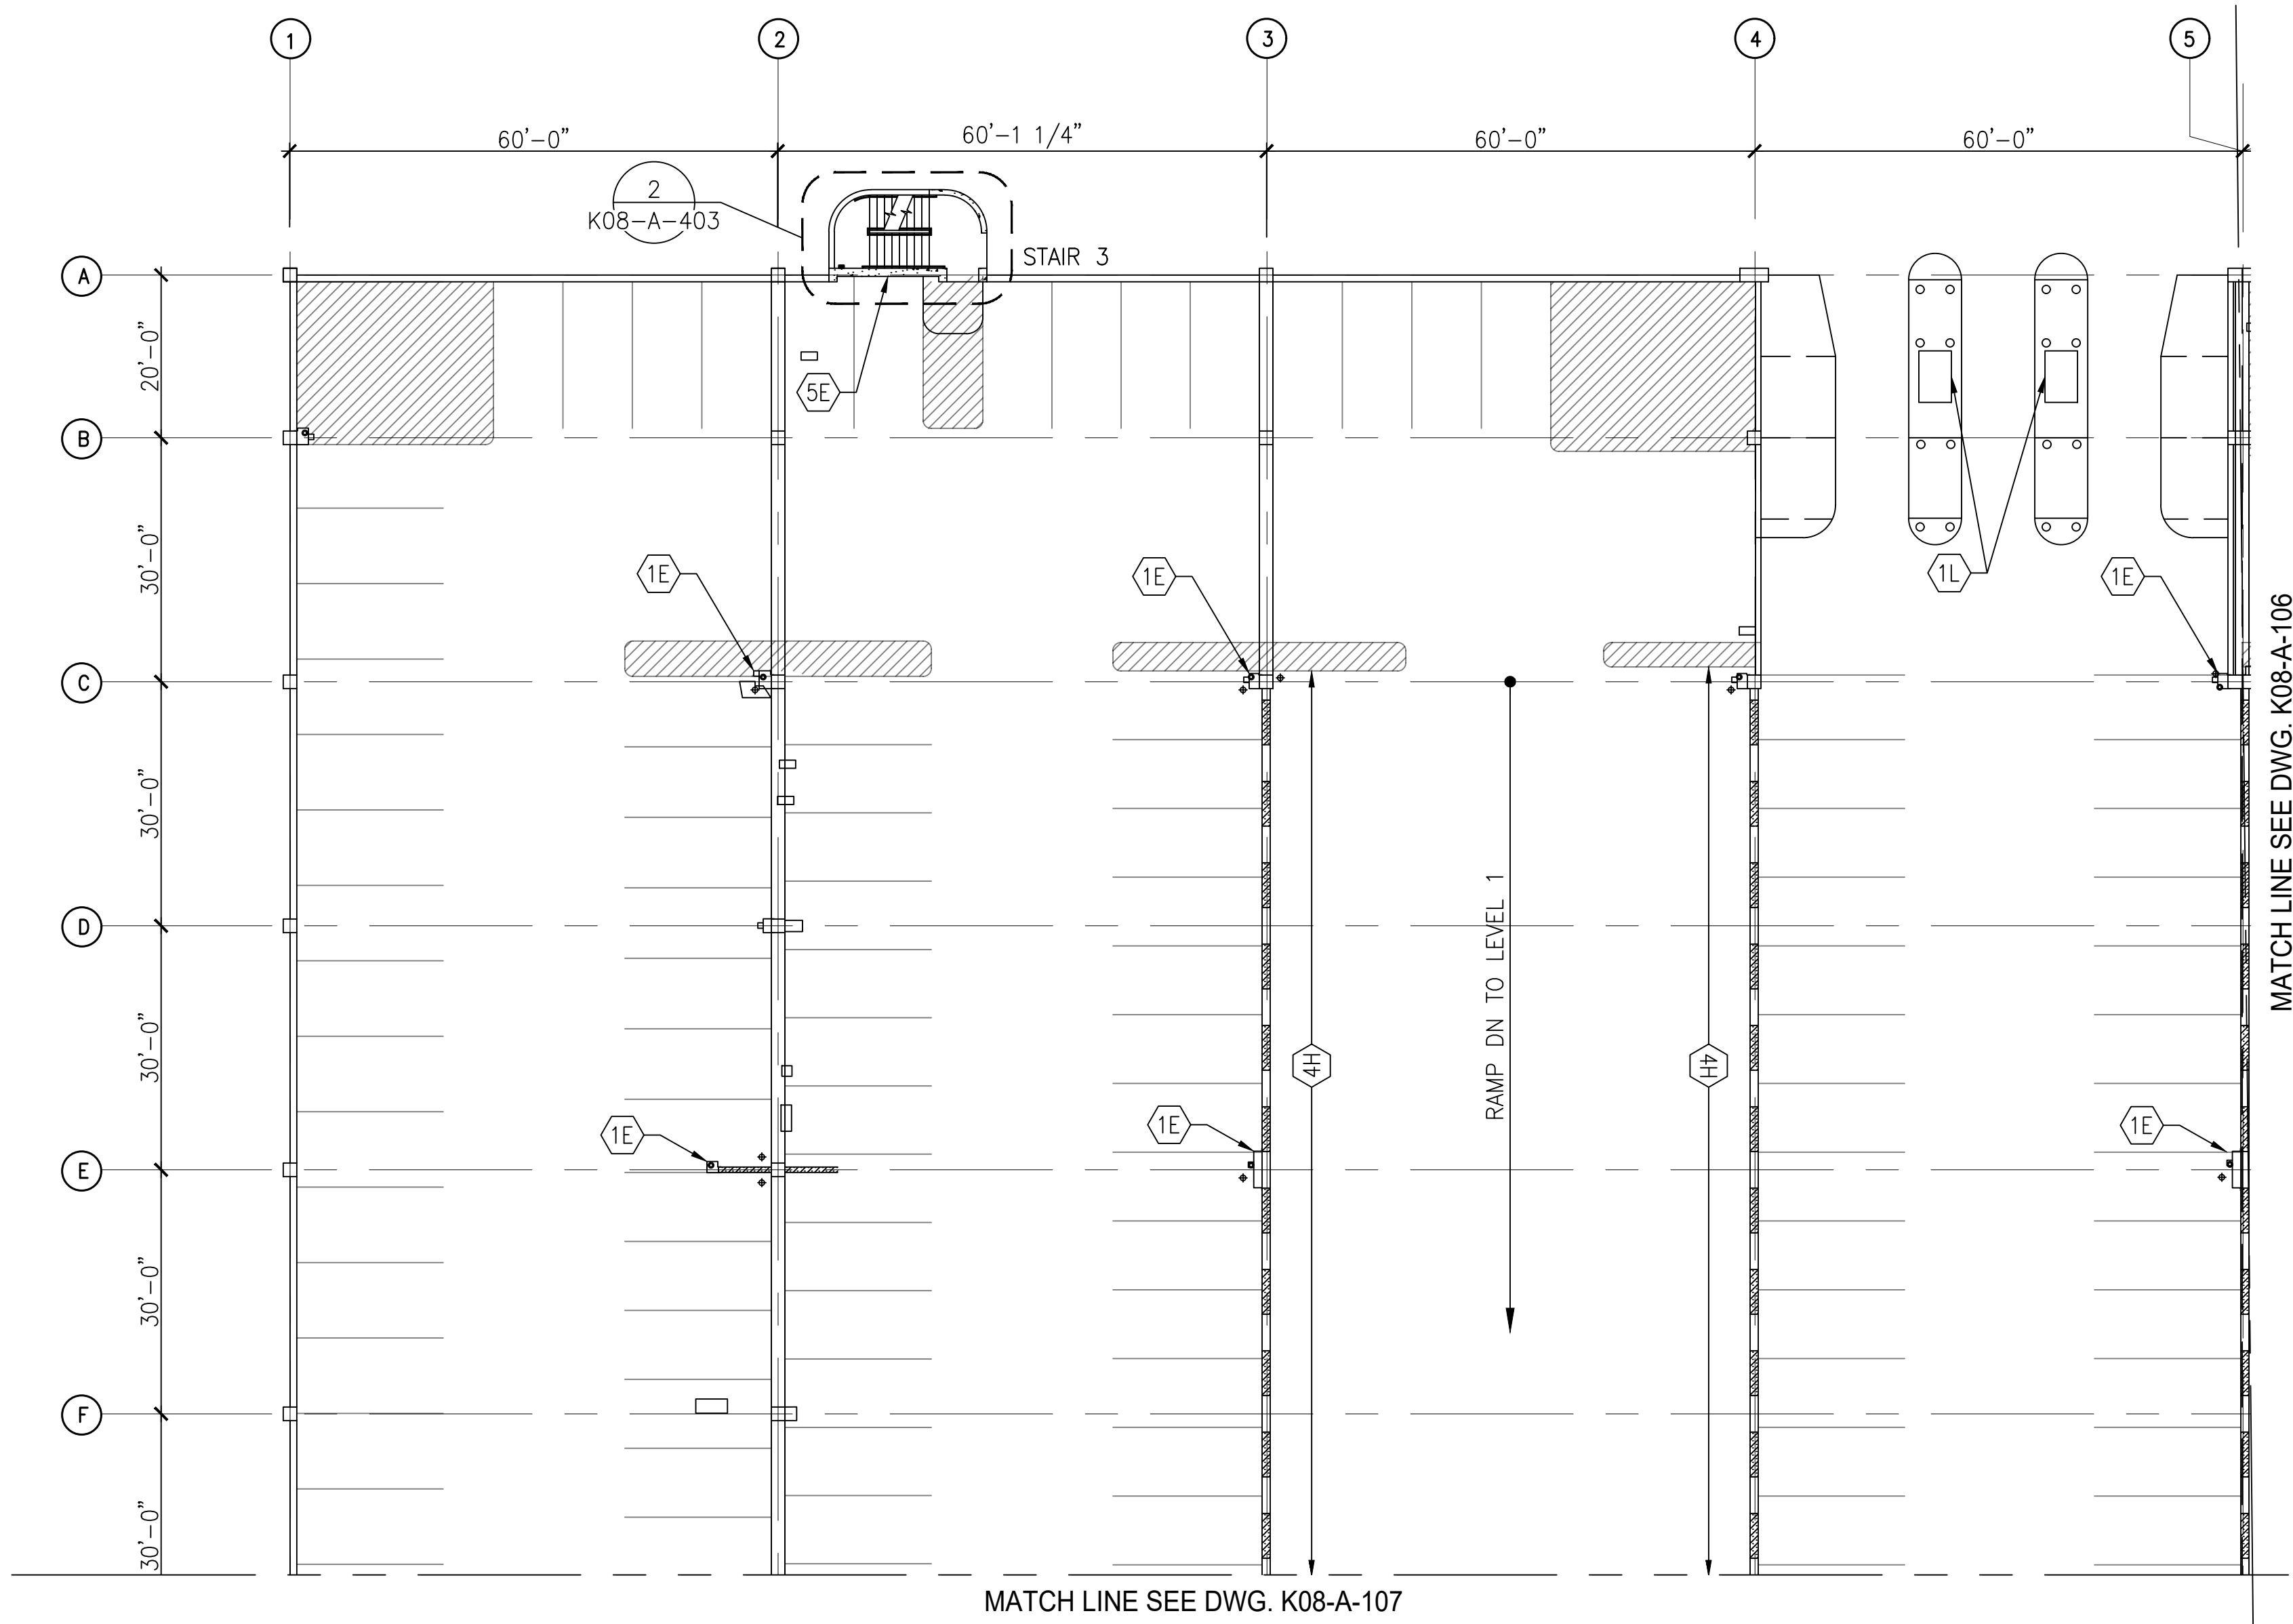 1 2 3 4 5
60'-0" 60'-1 1/4" 60'-0" 60'-0"
2
K08-A-403
STAIR 3
A
20'-0"
5E
B
30'-0"
1E 1E 1L 1E
C
30'-0"
RAMP DN TO LEVEL 1
D
30'-0"
4H 4H
1E 1E 1E
E
30'-0"
F
30'-0"
MATCH LINE SEE DWG. K08-A-106
MATCH LINE SEE DWG. K08-A-107